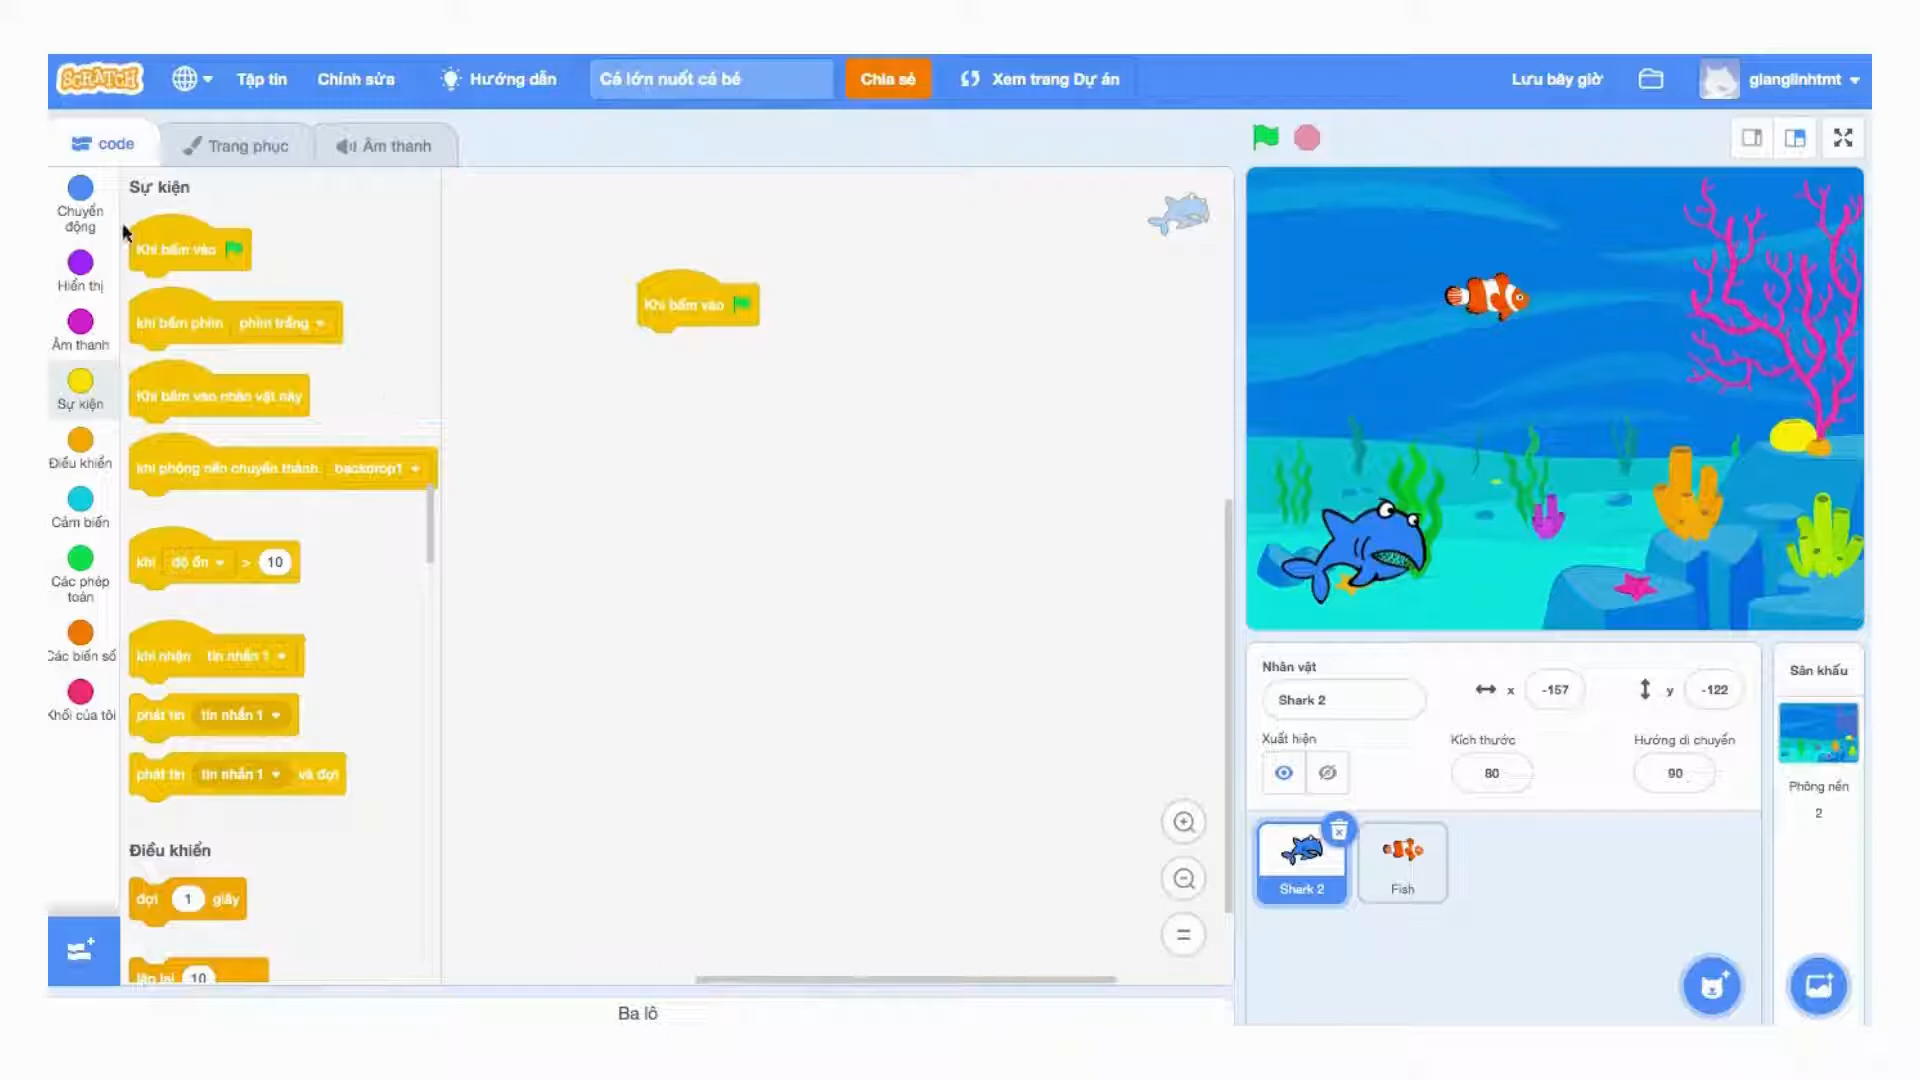 SCRATCH
Tập tin
Chỉnh sửa
Hướng dẫn
Cá lớn nuốt cá bé
Chia sẻ
Xem trang Dự án
Lưu bây giờ
gianglinhtmt
code
Trang phục
Âm thanh
Chuyển động
Hiển thị
Âm thanh
Sự kiện
Điều khiển
Cảm biến
Các phép toán
Các biến số
Khối của tôi
Sự kiện
Khi bấm vào
khi bấm phím phím trắng
Khi bấm vào nhân vật này
khi phông nền chuyển thành backdrop1
khi độ ồn > 10
khi nhận tin nhắn 1
phát tin tin nhắn 1
phát tin tin nhắn 1 và đợi
Điều khiển
đợi 1 giây
lặp lại 10
Khi bấm vào
Ba lô
Nhân vật
Shark 2
x -157
y -122
Xuất hiện
Kích thước
80
Hướng di chuyển
90
Shark 2
Fish
Sân khấu
Phông nền
2